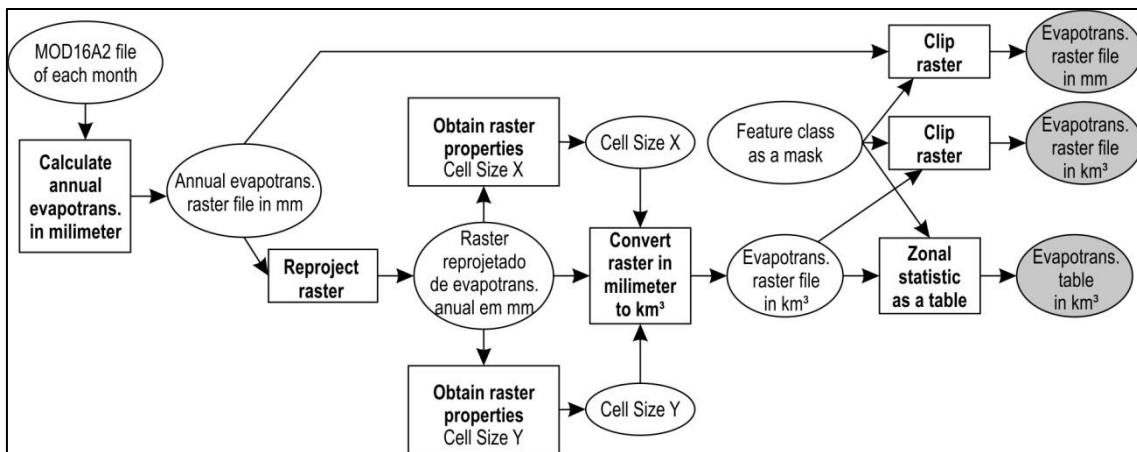 MOD16A2 file
of each month
Calculate
annual
evapotrans.
in milimeter
Annual evapotrans.
raster file in mm
Reproject
raster
Obtain raster
properties
Cell Size X
Cell Size X
Raster
reprojetado
de evapotrans.
anual em mm
Obtain raster
properties
Cell Size Y
Cell Size Y
Convert
raster in
milimeter
to km³
Feature class
as a mask
Evapotrans.
raster file
in km³
Clip
raster
Evapotrans.
raster file
in mm
Clip
raster
Evapotrans.
raster file
in km³
Zonal
statistic
as a table
Evapotrans.
table
in km³